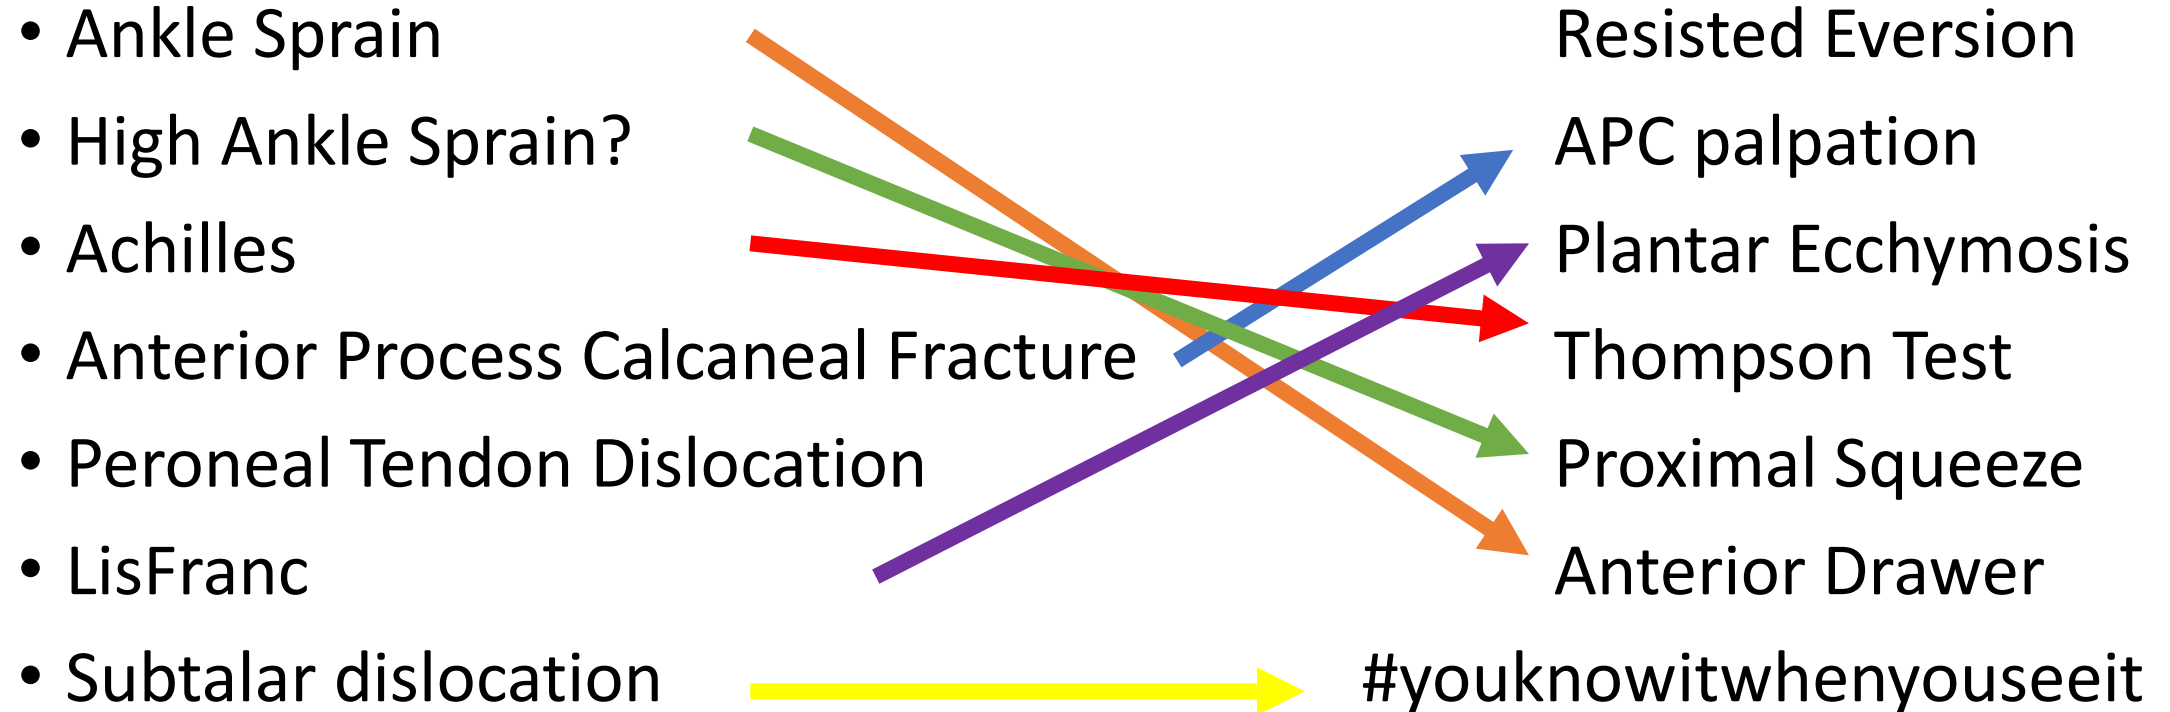 • Ankle Sprain
• High Ankle Sprain?
• Achilles
• Anterior Process Calcaneal Fracture
• Peroneal Tendon Dislocation
• LisFranc
• Subtalar dislocation
Resisted Eversion
APC palpation
Plantar Ecchymosis
Thompson Test
Proximal Squeeze
Anterior Drawer
#youknowitwhenyouseeit